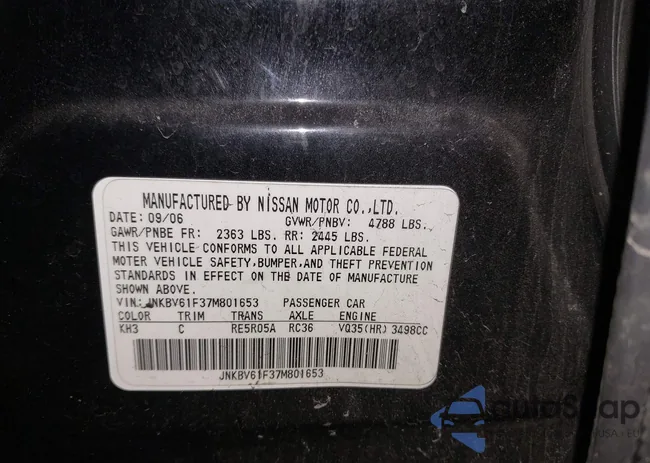 MANUFACTURED BY NISSAN MOTOR CO.,LTD.
DATE: 09/06 GVWR/PNBV: 4788 LBS.
GAWR/PNBE FR: 2363 LBS. RR: 2445 LBS.
THIS VEHICLE CONFORMS TO ALL APPLICABLE FEDERAL
MOTER VEHICLE SAFETY,BUMPER,AND THEFT PREVENTION
STANDARDS IN EFFECT ON THE DATE OF MANUFACTURE
SHOWN ABOVE.
VIN: JNKBV61F37M801653 PASSENGER CAR
COLOR TRIM TRANS AXLE ENGINE
KH3 C RE5R05A RC36 VQ35(HR) 3498CC
JNKBV61F37M801653
autoSnap